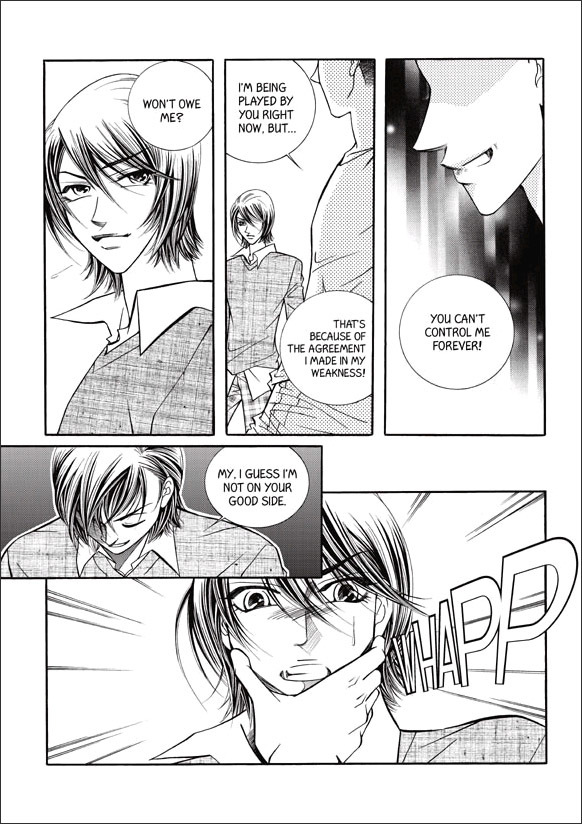 WON'T OWE
ME?
I'M BEING
PLAYED BY
YOU RIGHT
NOW, BUT...
THAT'S
BECAUSE OF
THE AGREEMENT
I MADE IN MY
WEAKNESS!
YOU CAN'T
CONTROL ME
FOREVER!
MY, I GUESS I'M
NOT ON YOUR
GOOD SIDE.
WHAPP